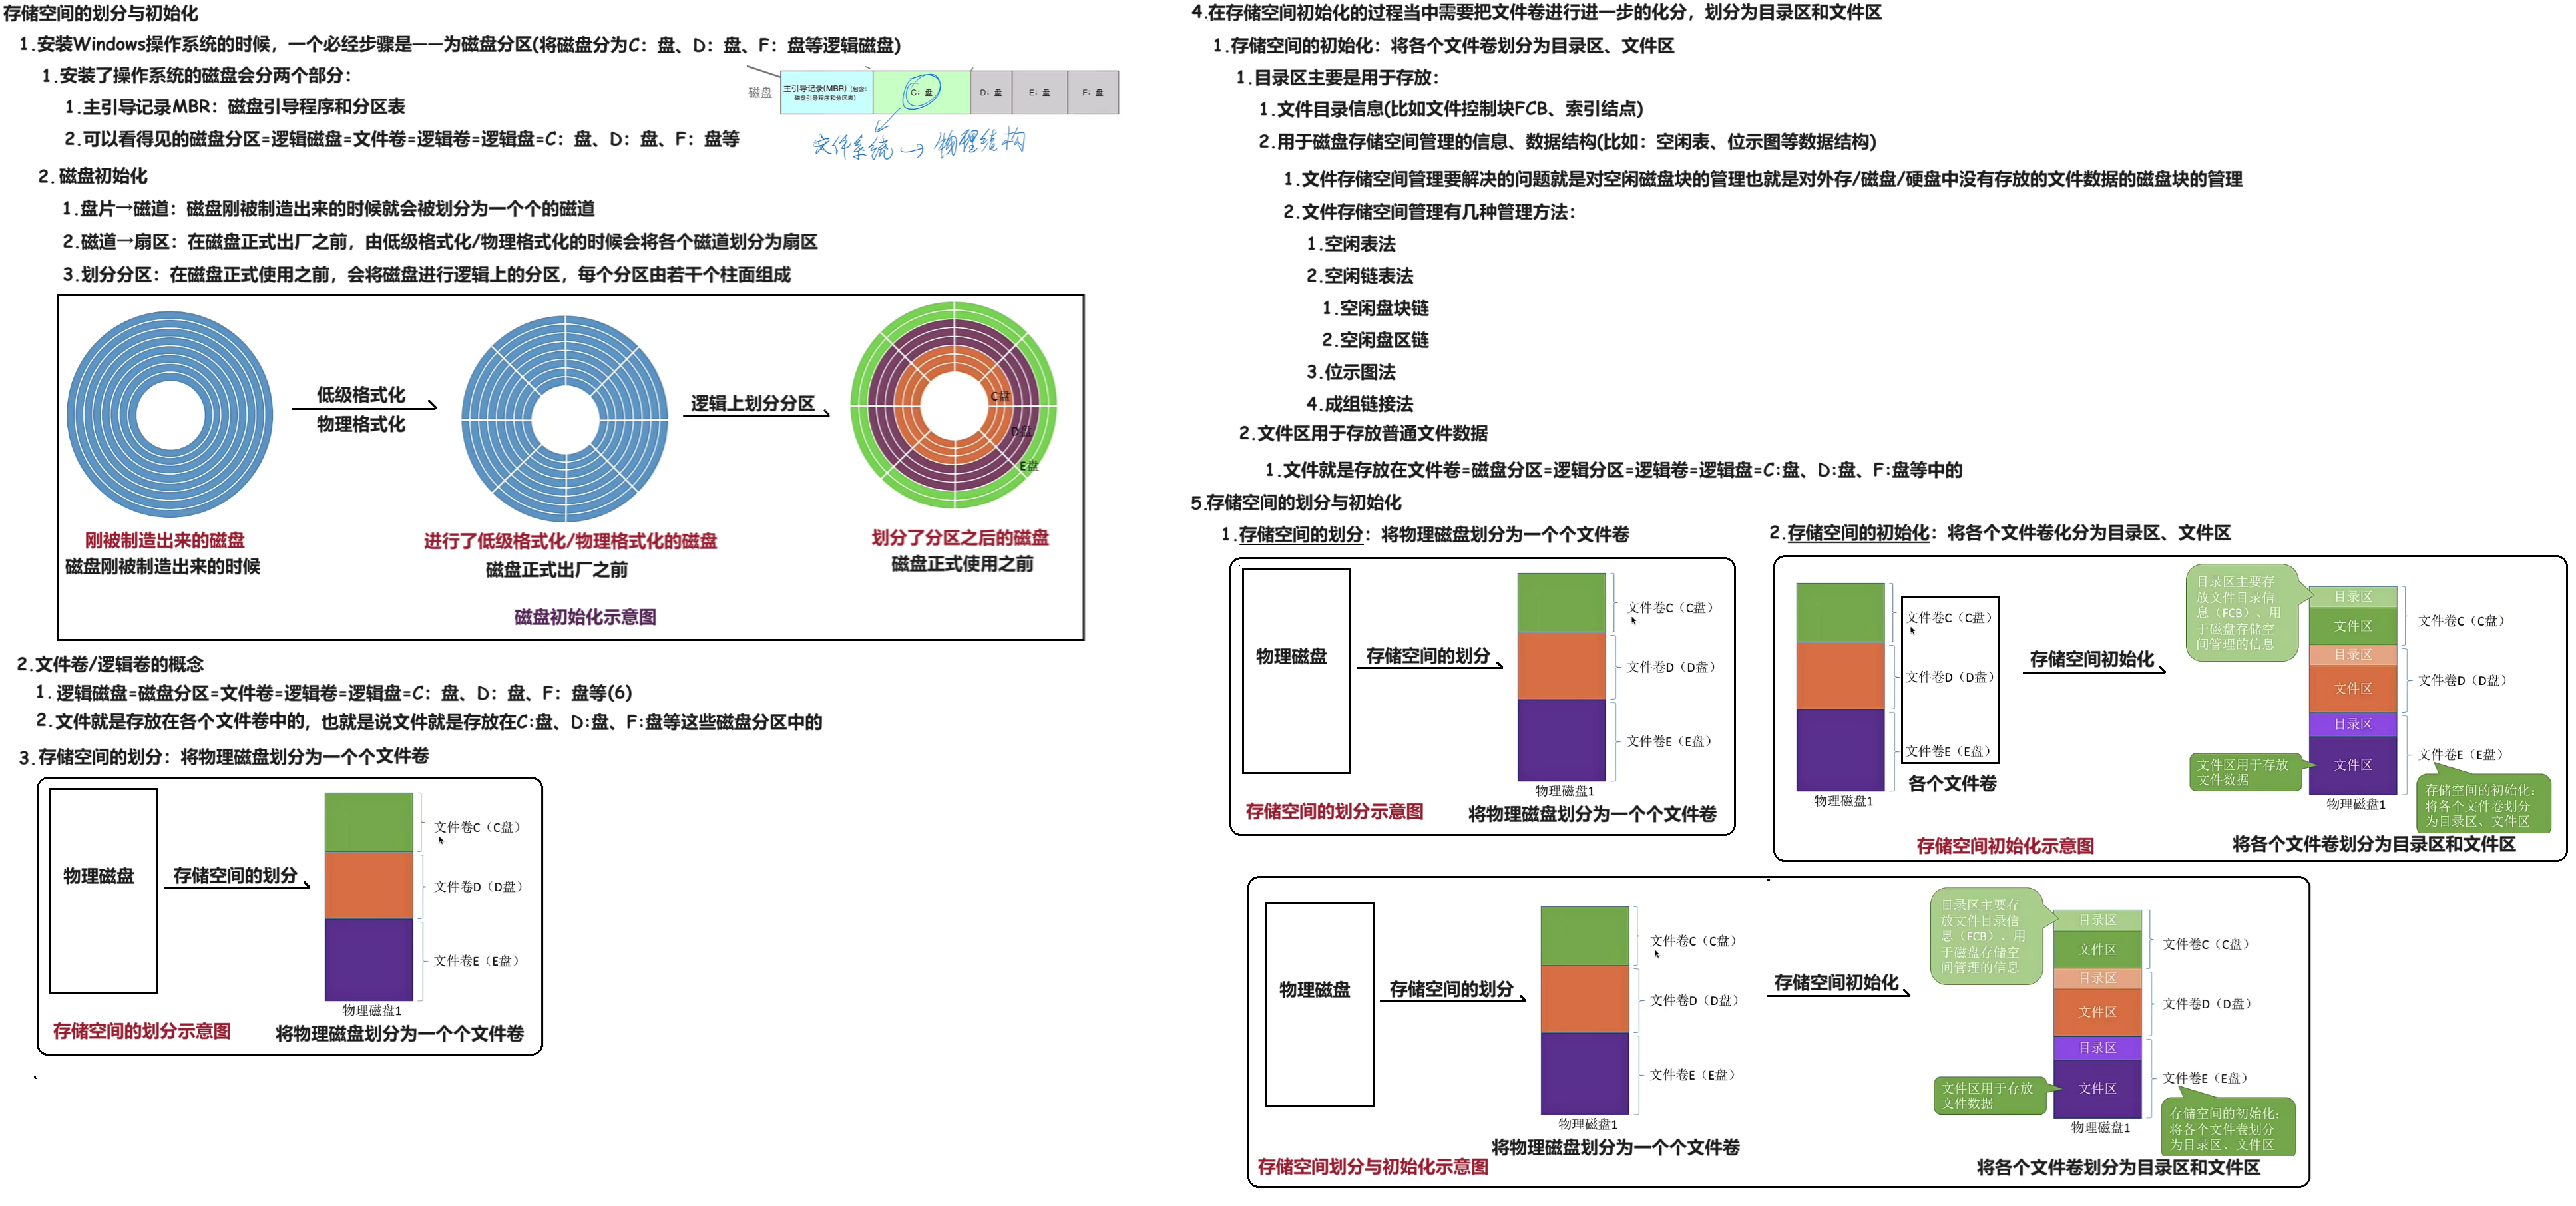 存储空间的划分与初始化
1.安装Windows操作系统的时候，一个必经步骤是——为磁盘分区(将磁盘分为C：盘、D：盘、F：盘等逻辑磁盘)
1.安装了操作系统的磁盘会分两个部分：
1.主引导记录MBR：磁盘引导程序和分区表
2.可以看得见的磁盘分区=逻辑磁盘=文件卷=逻辑卷=逻辑盘=C：盘、D：盘、F：盘等
磁盘
主引导记录(MBR)（包含：
磁盘引导程序和分区表）
C：盘
D：盘
E：盘
F：盘
文件系统→物理结构
2.磁盘初始化
1.盘片→磁道：磁盘刚被制造出来的时候就会被划分为一个个的磁道
2.磁道→扇区：在磁盘正式出厂之前，由低级格式化/物理格式化的时候会将各个磁道划分为扇区
3.划分分区：在磁盘正式使用之前，会将磁盘进行逻辑上的分区，每个分区由若干个柱面组成
低级格式化
物理格式化
逻辑上划分分区
C盘
D盘
E盘
刚被制造出来的磁盘
磁盘刚被制造出来的时候
进行了低级格式化/物理格式化的磁盘
磁盘正式出厂之前
划分了分区之后的磁盘
磁盘正式使用之前
磁盘初始化示意图
2.文件卷/逻辑卷的概念
1.逻辑磁盘=磁盘分区=文件卷=逻辑卷=逻辑盘=C：盘、D：盘、F：盘等(6)
2.文件就是存放在各个文件卷中的，也就是说文件就是存放在C:盘、D:盘、F:盘等这些磁盘分区中的
3.存储空间的划分：将物理磁盘划分为一个个文件卷
物理磁盘
存储空间的划分
文件卷C（C盘）
文件卷D（D盘）
文件卷E（E盘）
物理磁盘1
存储空间的划分示意图
将物理磁盘划分为一个个文件卷
4.在存储空间初始化的过程当中需要把文件卷进行进一步的化分，划分为目录区和文件区
1.存储空间的初始化：将各个文件卷划分为目录区、文件区
1.目录区主要是用于存放：
1.文件目录信息(比如文件控制块FCB、索引结点)
2.用于磁盘存储空间管理的信息、数据结构(比如：空闲表、位示图等数据结构)
1.文件存储空间管理要解决的问题就是对空闲磁盘块的管理也就是对外存/磁盘/硬盘中没有存放的文件数据的磁盘块的管理
2.文件存储空间管理有几种管理方法：
1.空闲表法
2.空闲链表法
1.空闲盘块链
2.空闲盘区链
3.位示图法
4.成组链接法
2.文件区用于存放普通文件数据
1.文件就是存放在文件卷=磁盘分区=逻辑分区=逻辑卷=逻辑盘=C:盘、D:盘、F:盘等中的
5.存储空间的划分与初始化
1.存储空间的划分：将物理磁盘划分为一个个文件卷
物理磁盘
存储空间的划分
文件卷C（C盘）
文件卷D（D盘）
文件卷E（E盘）
物理磁盘1
存储空间的划分示意图
将物理磁盘划分为一个个文件卷
2.存储空间的初始化：将各个文件卷化分为目录区、文件区
文件卷C（C盘）
文件卷D（D盘）
文件卷E（E盘）
各个文件卷
物理磁盘1
存储空间初始化
目录区主要存
放文件目录信
息（FCB）、用
于磁盘存储空
间管理的信息
目录区
文件区
目录区
文件区
目录区
文件区
文件卷C（C盘）
文件卷D（D盘）
文件卷E（E盘）
文件区用于存放
文件数据
物理磁盘1
存储空间的初始化：
将各个文件卷划分
为目录区、文件区
存储空间初始化示意图
将各个文件卷划分为目录区和文件区
物理磁盘
存储空间的划分
文件卷C（C盘）
文件卷D（D盘）
文件卷E（E盘）
物理磁盘1
将物理磁盘划分为一个个文件卷
存储空间初始化
目录区主要存
放文件目录信
息（FCB）、用
于磁盘存储空
间管理的信息
目录区
文件区
目录区
文件区
目录区
文件区
文件卷C（C盘）
文件卷D（D盘）
文件卷E（E盘）
文件区用于存放
文件数据
物理磁盘1
存储空间的初始化：
将各个文件卷划分
为目录区、文件区
存储空间划分与初始化示意图
将各个文件卷划分为目录区和文件区